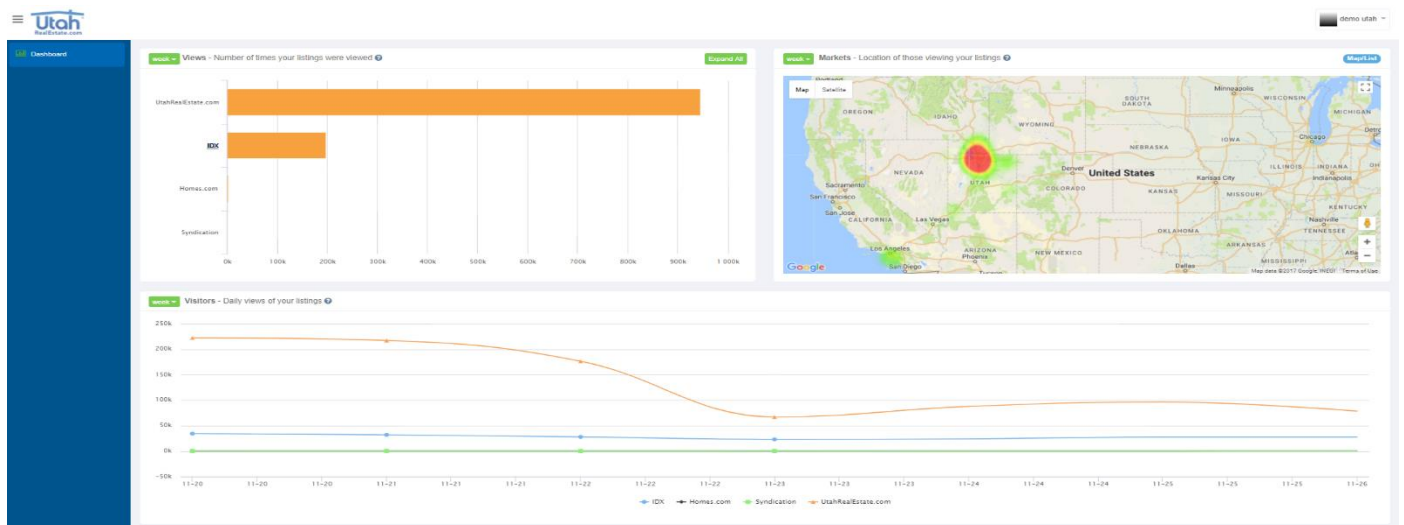 Utah
RealEstate.com
demo utah
Dashboard
week
Views - Number of times your listings were viewed
Expand All
UtahRealEstate.com
IDX
Homes.com
Syndication
0k 100k 200k 300k 400k 500k 600k 700k 800k 900k 1 000k
week
Markets - Location of those viewing your listings
Map/List
Map Satellite
Portland
OREGON
IDAHO
WYOMING
SOUTH
DAKOTA
Minneapolis
WISCONSIN
MICHIGAN
NEBRASKA
IOWA
Chicago
Detro
NEVADA
UTAH
Denver
United States
COLORADO
KANSAS
Kansas City
MISSOURI
ILLINOIS
INDIANA
OH
Indianapolis
Sacramento
San Francisco
San Jose
CALIFORNIA
Las Vegas
KENTUCKY
Nashville
TENNESSEE
OKLAHOMA
ARKANSAS
Los Angeles
ARIZONA
Phoenix
NEW MEXICO
San Diego
Tucson
Dallas
MISSISSIPPI
Google
Map data ©2017 Google, INEGI Terms of Use
week
Visitors - Daily views of your listings
250k
200k
150k
100k
50k
0k
-50k
11-20 11-20 11-20 11-21 11-21 11-21 11-22 11-22 11-22 11-23 11-23 11-23 11-24 11-24 11-24 11-25 11-25 11-25 11-26
IDX Homes.com Syndication UtahRealEstate.com